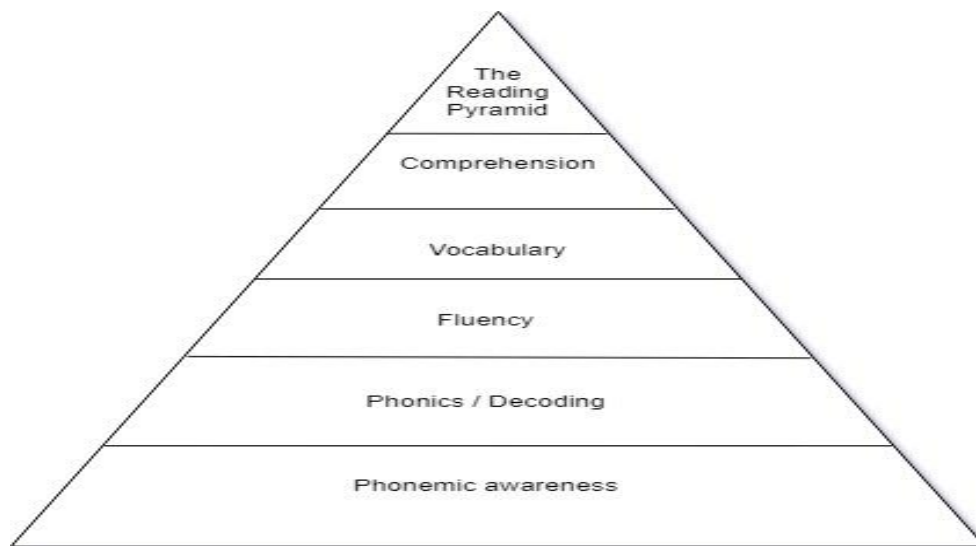 The
Reading
Pyramid
Comprehension
Vocabulary
Fluency
Phonics / Decoding
Phonemic awareness